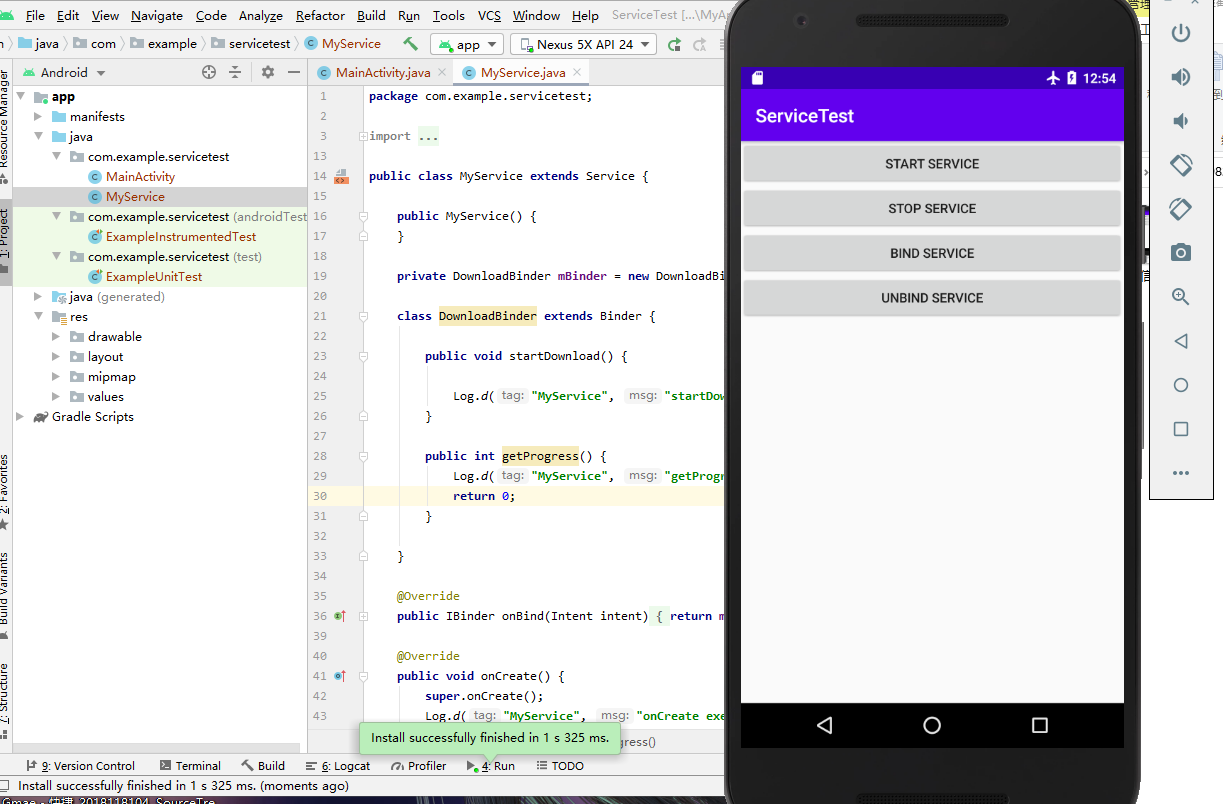 File Edit View Navigate Code Analyze Refactor Build Run Tools VCS Window Help ServiceTest [...\MyAp
java com example servicetest MyService app Nexus 5X API 24
Resource Manager
1: Project
2: Favorites
Build Variants
7: Structure
Android
app
manifests
java
com.example.servicetest
MainActivity
MyService
com.example.servicetest (androidTest
ExampleInstrumentedTest
com.example.servicetest (test)
ExampleUnitTest
java (generated)
res
drawable
layout
mipmap
values
Gradle Scripts
MainActivity.java MyService.java
1 package com.example.servicetest;
2
3 import ...
13
14 public class MyService extends Service {
15
16 public MyService() {
17 }
18
19 private DownloadBinder mBinder = new DownloadBi
20
21 class DownloadBinder extends Binder {
22
23 public void startDownload() {
24
25 Log.d( tag: "MyService", msg: "startDow
26 }
27
28 public int getProgress() {
29 Log.d( tag: "MyService", msg: "getProgr
30 return 0;
31 }
32
33 }
34
35 @Override
36 public IBinder onBind(Intent intent) { return m
39
40 @Override
41 public void onCreate() {
42 super.onCreate();
43 Log.d( tag: "MyService", msg: "onCreate exe
gress()
Install successfully finished in 1 s 325 ms.
9: Version Control Terminal Build 6: Logcat Profiler 4: Run TODO
Install successfully finished in 1 s 325 ms. (moments ago)
12:54
ServiceTest
START SERVICE
STOP SERVICE
BIND SERVICE
UNBIND SERVICE